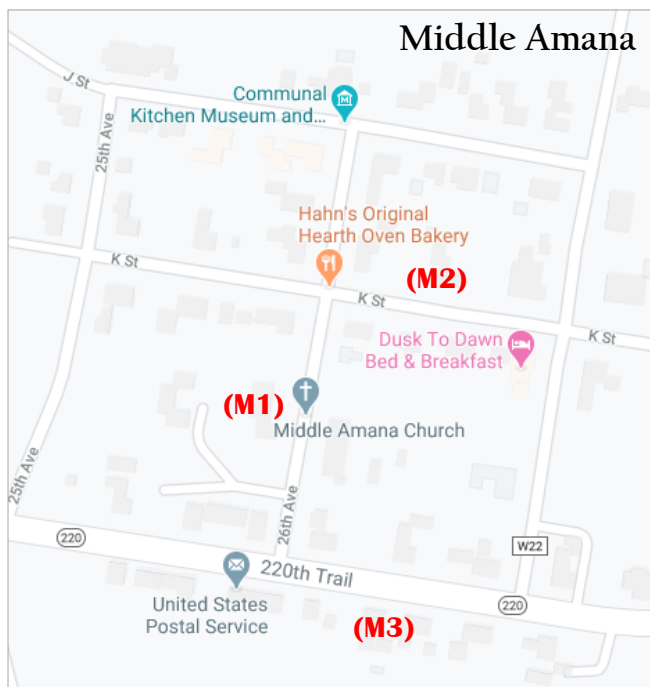 Middle Amana
J St
Communal
Kitchen Museum and...
25th Ave
Hahn's Original
Hearth Oven Bakery
K St
(M2)
K St
K St
Dusk To Dawn
Bed & Breakfast
(M1)
Middle Amana Church
25th Ave
26th Ave
220
W22
220th Trail
220
United States
Postal Service
(M3)